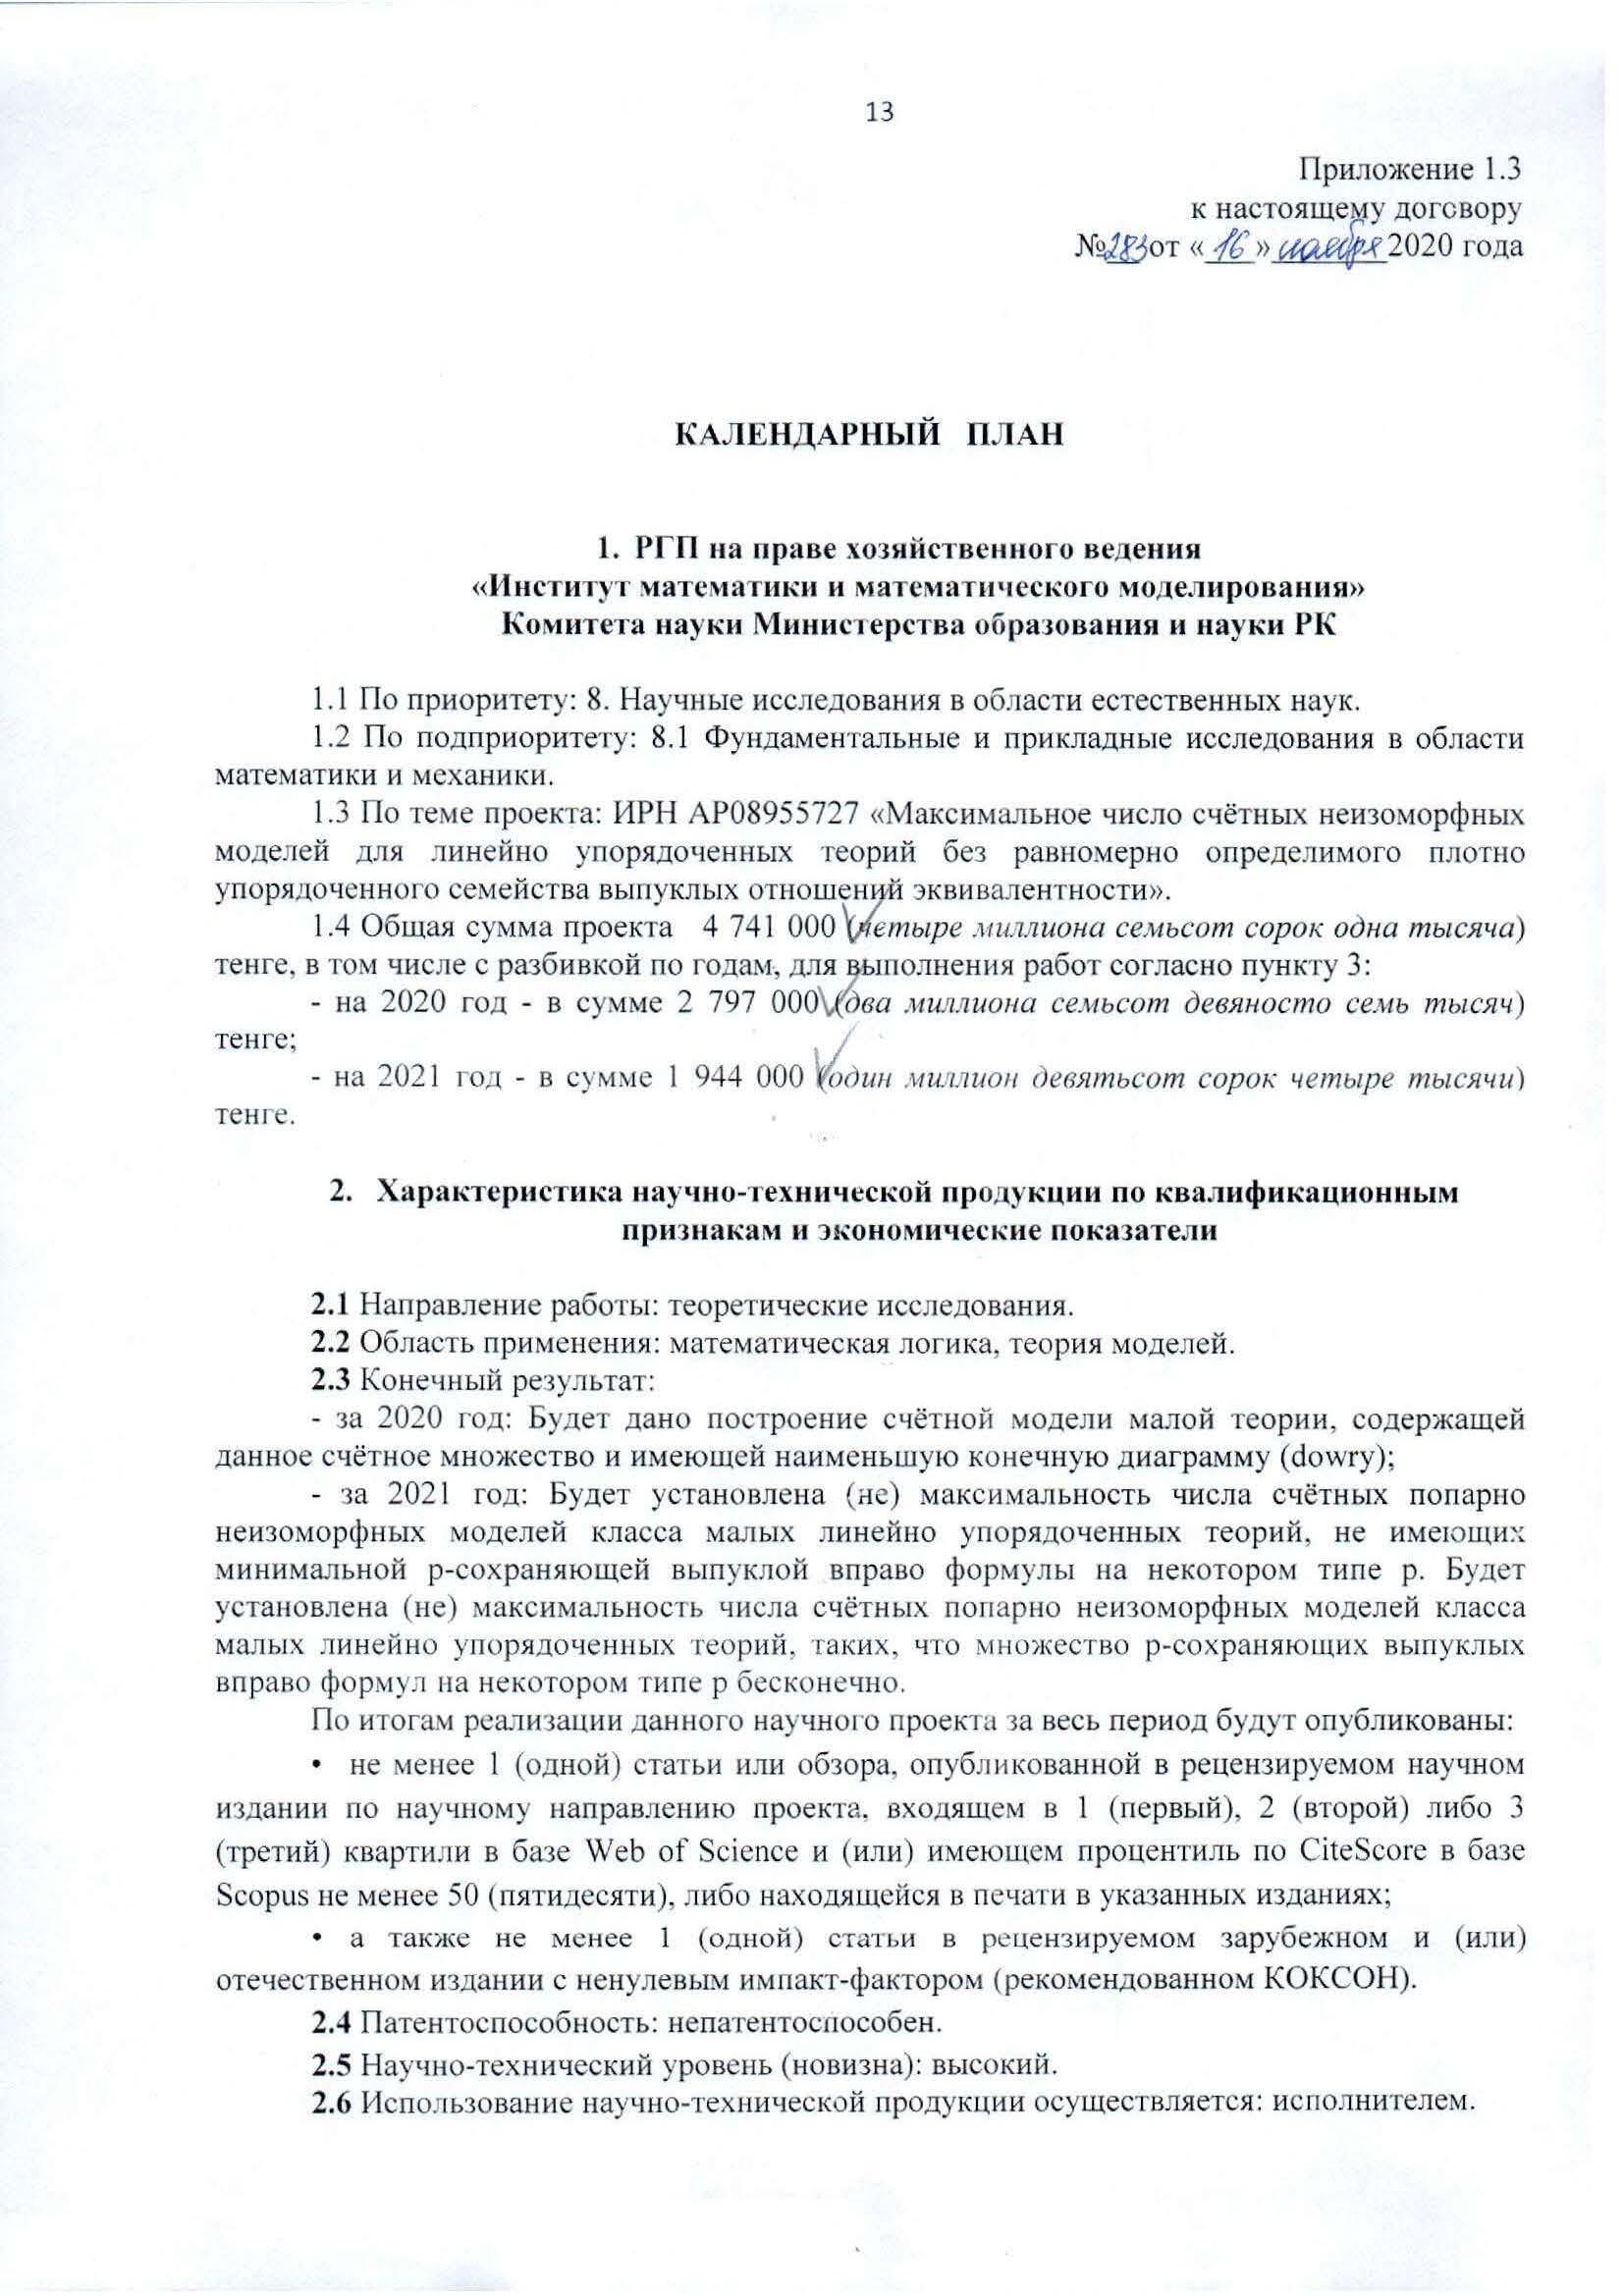 13
Приложение 1.3
к настоящему договору
№283 от «16» ноября 2020 года
КАЛЕНДАРНЫЙ ПЛАН
1. РГП на праве хозяйственного ведения
«Институт математики и математического моделирования»
Комитета науки Министерства образования и науки РК
1.1 По приоритету: 8. Научные исследования в области естественных наук.
1.2 По подприоритету: 8.1 Фундаментальные и прикладные исследования в области
математики и механики.
1.3 По теме проекта: ИРН АР08955727 «Максимальное число счётных неизоморфных
моделей для линейно упорядоченных теорий без равномерно определимого плотно
упорядоченного семейства выпуклых отношений эквивалентности».
1.4 Общая сумма проекта 4 741 000 (четыре миллиона семьсот сорок одна тысяча)
тенге, в том числе с разбивкой по годам, для выполнения работ согласно пункту 3:
- на 2020 год - в сумме 2 797 000 (два миллиона семьсот девяносто семь тысяч)
тенге;
- на 2021 год - в сумме 1 944 000 (один миллион девятьсот сорок четыре тысячи)
тенге.
2. Характеристика научно-технической продукции по квалификационным
признакам и экономические показатели
2.1 Направление работы: теоретические исследования.
2.2 Область применения: математическая логика, теория моделей.
2.3 Конечный результат:
- за 2020 год: Будет дано построение счётной модели малой теории, содержащей
данное счётное множество и имеющей наименьшую конечную диаграмму (dowry);
- за 2021 год: Будет установлена (не) максимальность числа счётных попарно
неизоморфных моделей класса малых линейно упорядоченных теорий, не имеющих
минимальной р-сохраняющей выпуклой вправо формулы на некотором типе р. Будет
установлена (не) максимальность числа счётных попарно неизоморфных моделей класса
малых линейно упорядоченных теорий, таких, что множество р-сохраняющих выпуклых
вправо формул на некотором типе р бесконечно.
По итогам реализации данного научного проекта за весь период будут опубликованы:
• не менее 1 (одной) статьи или обзора, опубликованной в рецензируемом научном
издании по научному направлению проекта, входящем в 1 (первый), 2 (второй) либо 3
(третий) квартили в базе Web of Science и (или) имеющем процентиль по CiteScore в базе
Scopus не менее 50 (пятидесяти), либо находящейся в печати в указанных изданиях;
• а также не менее 1 (одной) статьи в рецензируемом зарубежном и (или)
отечественном издании с ненулевым импакт-фактором (рекомендованном КОКСОН).
2.4 Патентоспособность: непатентоспособен.
2.5 Научно-технический уровень (новизна): высокий.
2.6 Использование научно-технической продукции осуществляется: исполнителем.